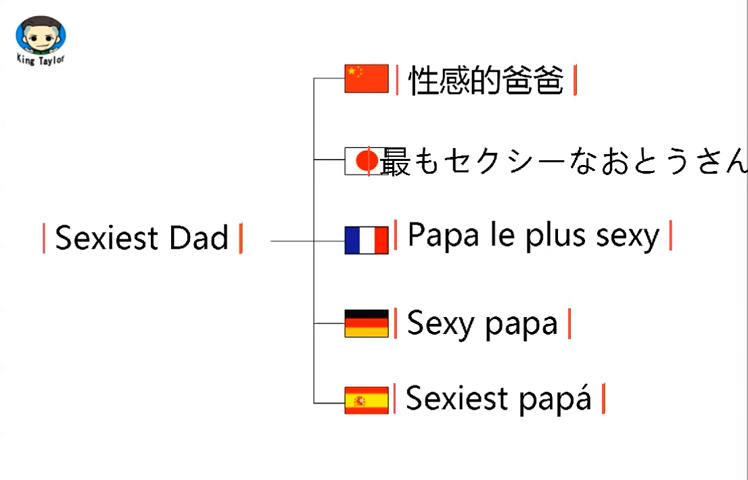 King Taylor
性感的爸爸
最もセクシーなおとうさん
Sexiest Dad
Papa le plus sexy
Sexy papa
Sexiest papá